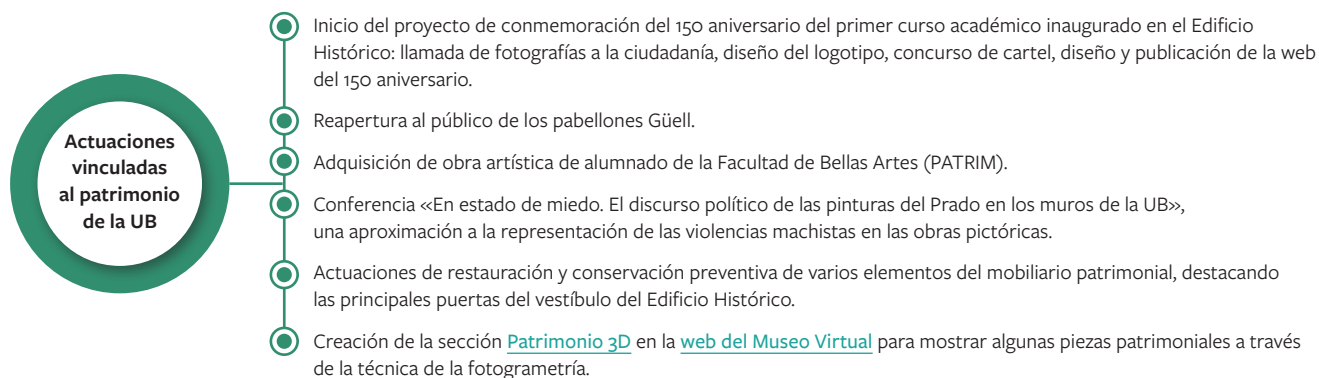 Actuaciones
vinculadas
al patrimonio
de la UB
Inicio del proyecto de conmemoración del 150 aniversario del primer curso académico inaugurado en el Edificio
Histórico: llamada de fotografías a la ciudadanía, diseño del logotipo, concurso de cartel, diseño y publicación de la web
del 150 aniversario.
Reapertura al público de los pabellones Güell.
Adquisición de obra artística de alumnado de la Facultad de Bellas Artes (PATRIM).
Conferencia «En estado de miedo. El discurso político de las pinturas del Prado en los muros de la UB»,
una aproximación a la representación de las violencias machistas en las obras pictóricas.
Actuaciones de restauración y conservación preventiva de varios elementos del mobiliario patrimonial, destacando
las principales puertas del vestíbulo del Edificio Histórico.
Creación de la sección Patrimonio 3D en la web del Museo Virtual para mostrar algunas piezas patrimoniales a través
de la técnica de la fotogrametría.